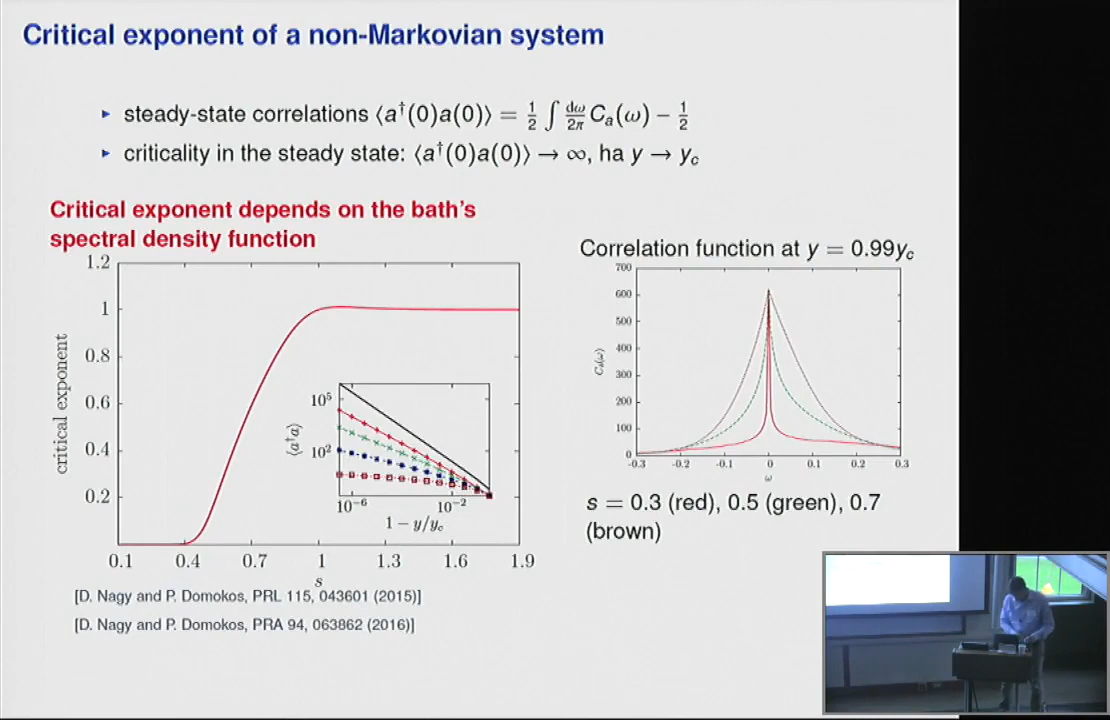 Critical exponent of a non-Markovian system
▸ steady-state correlations ⟨a†(0)a(0)⟩ = 1/2 ∫ dω/2π Cₐ(ω) − 1/2
▸ criticality in the steady state: ⟨a†(0)a(0)⟩ → ∞, ha y → y_c
Critical exponent depends on the bath's
spectral density function
1.2
1
0.8
0.6
0.4
0.2
critical exponent
0.1 0.4 0.7 1 1.3 1.6 1.9
s
10⁵
10²
⟨a†a⟩
10⁻⁶ 10⁻²
1 − y/y_c
Correlation function at y = 0.99y_c
700
600
500
400
300
200
100
0
Cₐ(ω)
-0.3 -0.2 -0.1 0 0.1 0.2 0.3
ω
s = 0.3 (red), 0.5 (green), 0.7
(brown)
[D. Nagy and P. Domokos, PRL 115, 043601 (2015)]
[D. Nagy and P. Domokos, PRA 94, 063862 (2016)]